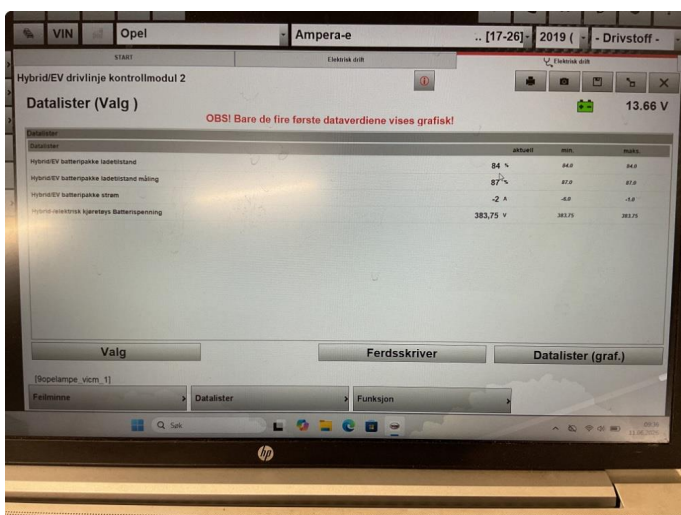 VIN Opel Ampera-e .. [17-26] 2019 ( - Drivstoff -
START Elektrisk drift Elektrisk drift
Hybrid/EV drivlinje kontrollmodul 2
Datalister (Valg ) 13.66 V
OBS! Bare de fire første dataverdiene vises grafisk!
Datalister
Datalister aktuell min. maks.
Hybrid/EV batteripakke ladetilstand 84 % 84.0 84.0
Hybrid/EV batteripakke ladetilstand måling 87 % 87.0 87.0
Hybrid/EV batteripakke strøm -2 A -6.0 -1.0
Hybrid-/elektrisk kjøretøys Batterispenning 383,75 V 383.75 383.75
Valg Ferdsskriver Datalister (graf.)
[9opelampe_vicm_1]
Feilminne Datalister Funksjon
Søk
hp